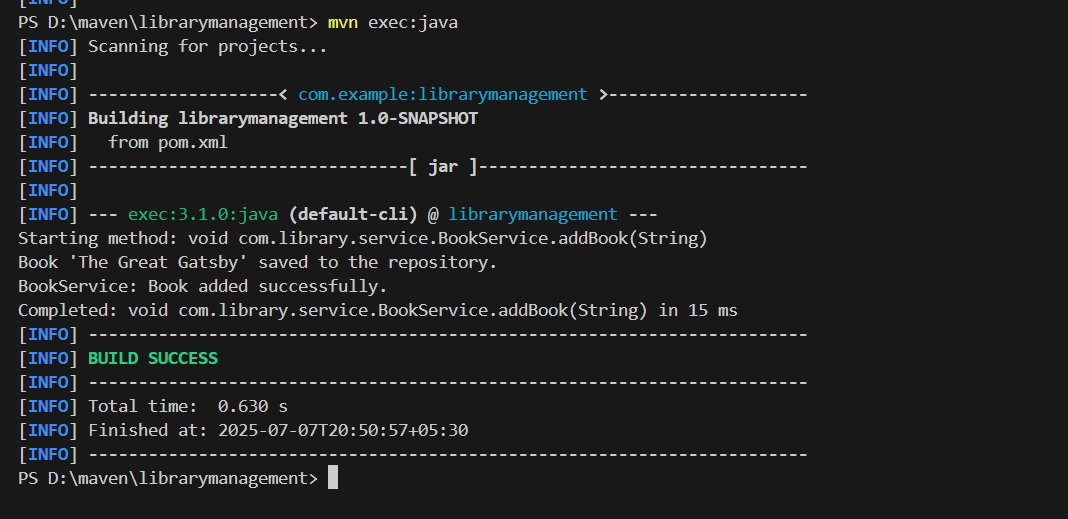 [INFO]
PS D:\maven\librarymanagement> mvn exec:java
[INFO] Scanning for projects...
[INFO]
[INFO] -------------------< com.example:librarymanagement >--------------------
[INFO] Building librarymanagement 1.0-SNAPSHOT
[INFO]   from pom.xml
[INFO] --------------------------------[ jar ]---------------------------------
[INFO]
[INFO] --- exec:3.1.0:java (default-cli) @ librarymanagement ---
Starting method: void com.library.service.BookService.addBook(String)
Book 'The Great Gatsby' saved to the repository.
BookService: Book added successfully.
Completed: void com.library.service.BookService.addBook(String) in 15 ms
[INFO] ------------------------------------------------------------------------
[INFO] BUILD SUCCESS
[INFO] ------------------------------------------------------------------------
[INFO] Total time:  0.630 s
[INFO] Finished at: 2025-07-07T20:50:57+05:30
[INFO] ------------------------------------------------------------------------
PS D:\maven\librarymanagement>